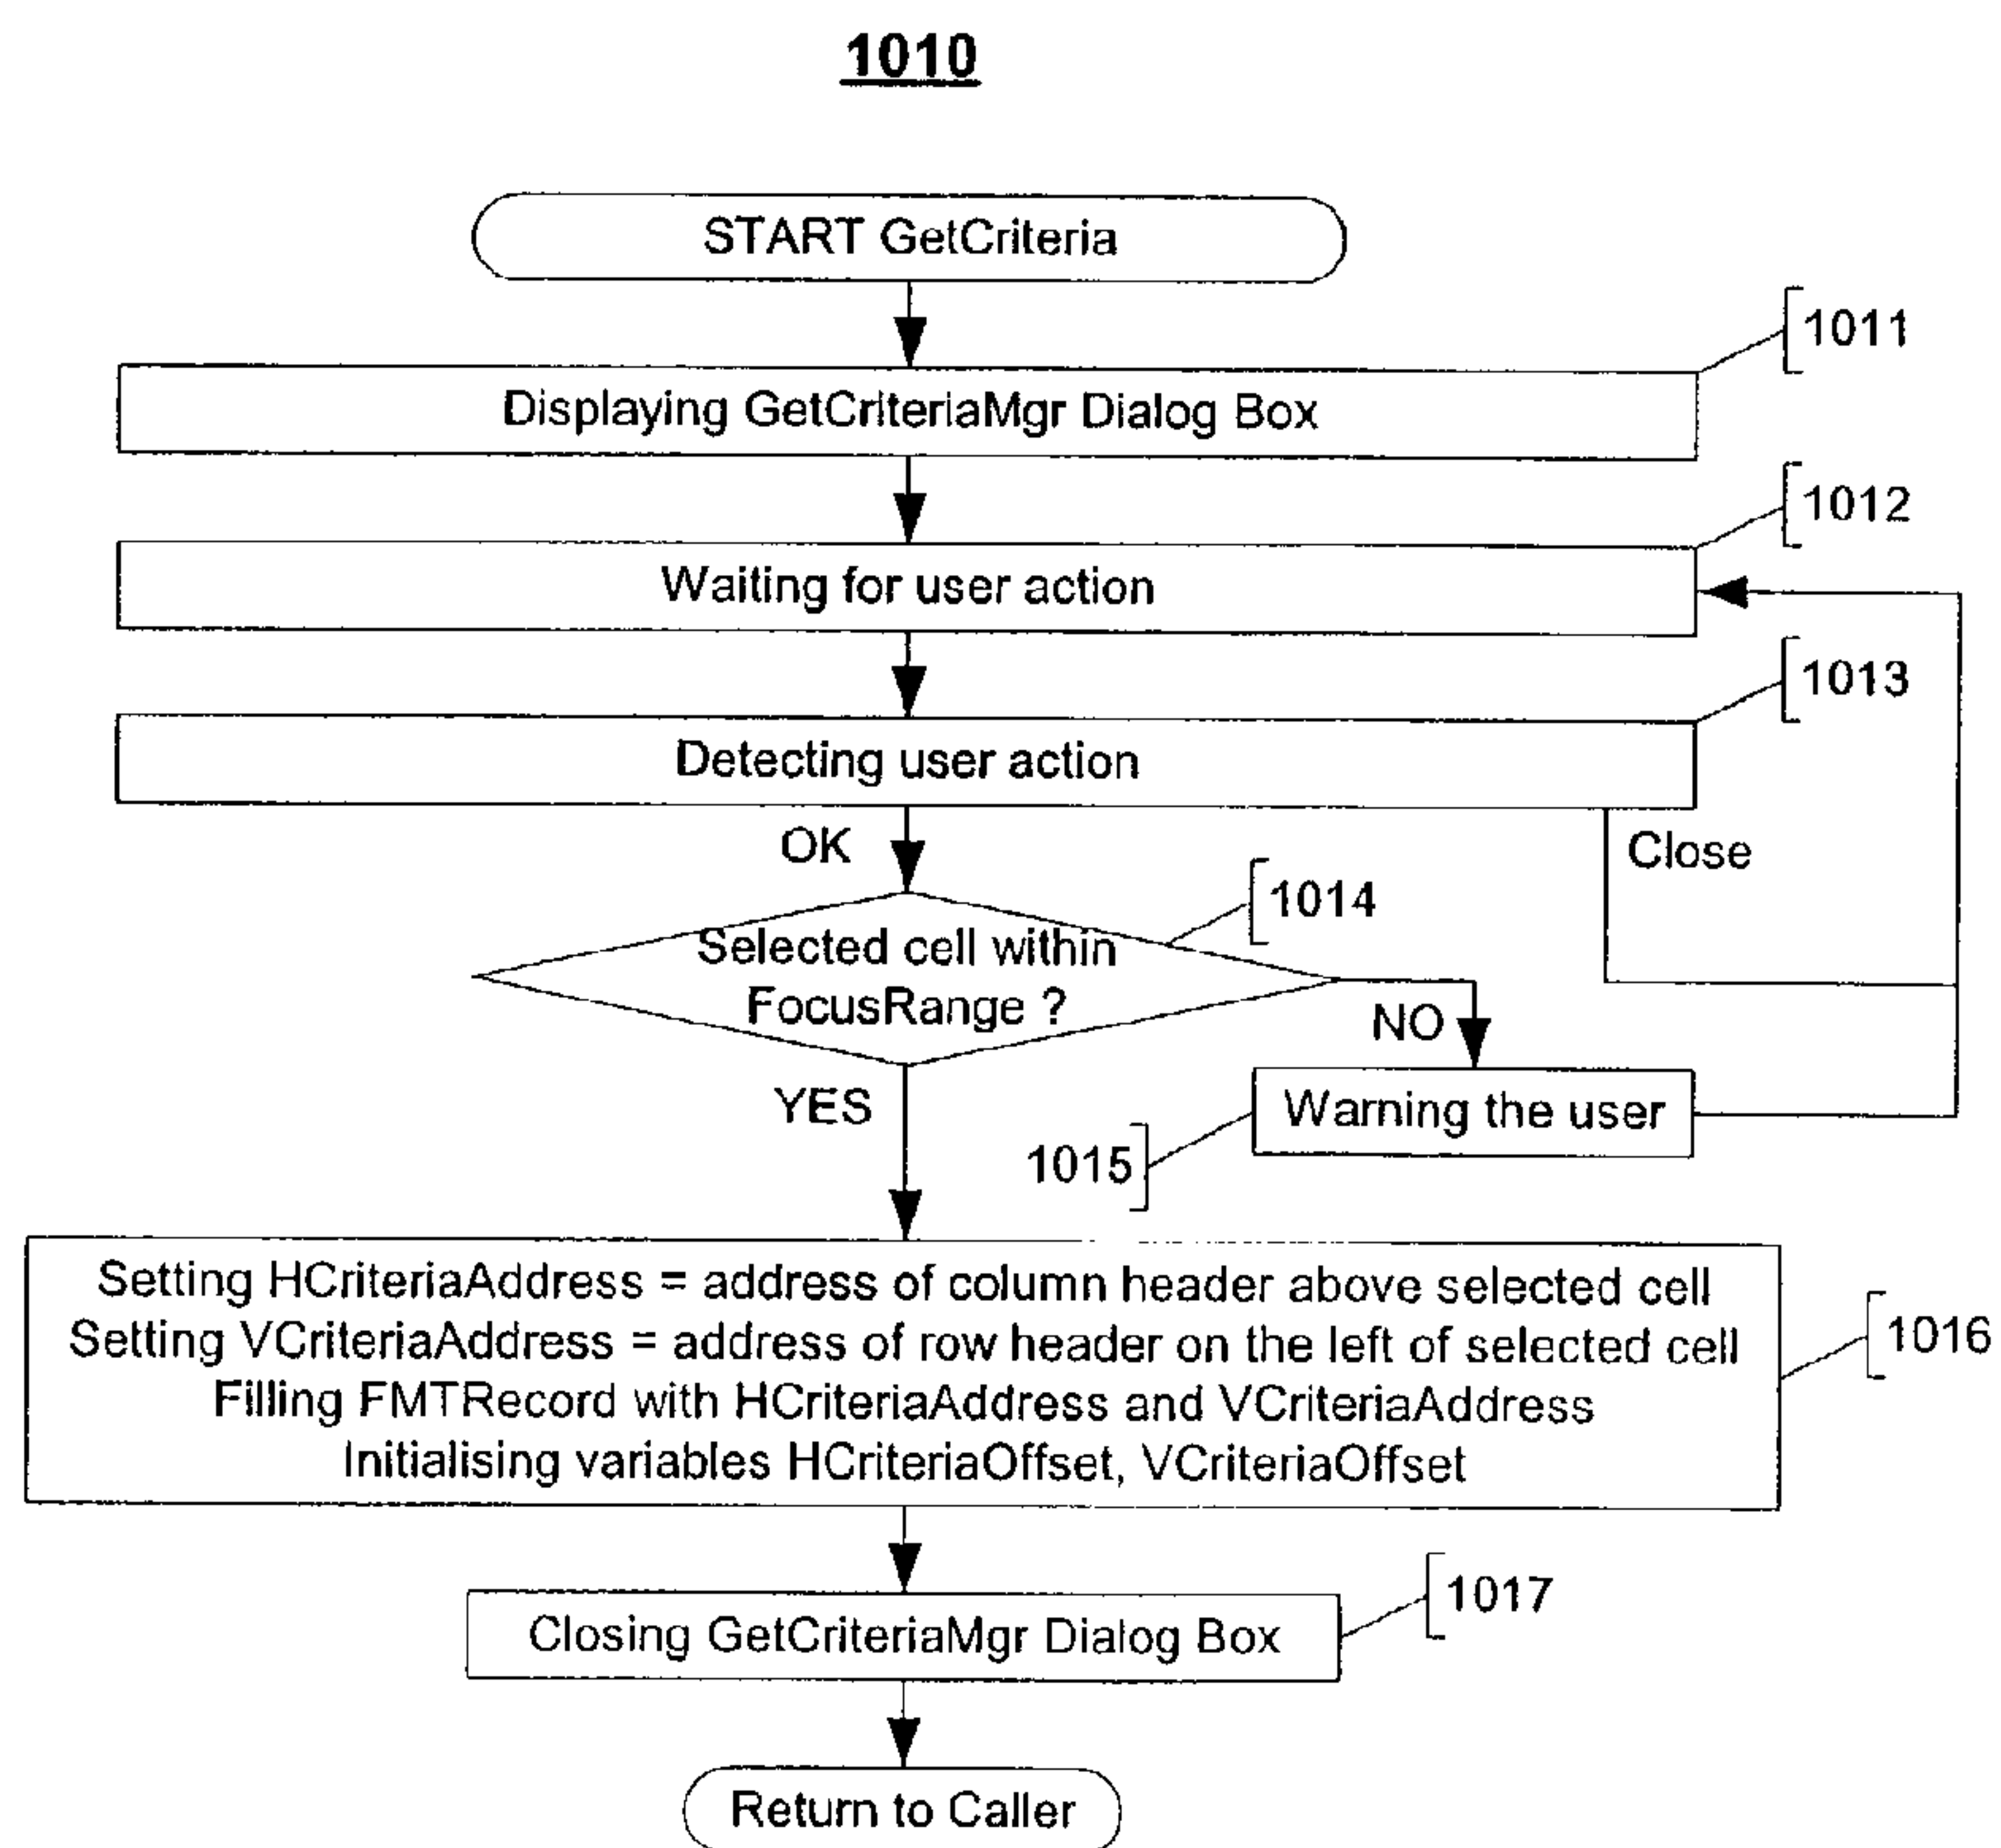 1010
START GetCriteria
1011
Displaying GetCriteriaMgr Dialog Box
1012
Waiting for user action
1013
Detecting user action
OK
Close
1014
Selected cell within
FocusRange ?
NO
YES
Warning the user
1015
Setting HCriteriaAddress = address of column header above selected cell
Setting VCriteriaAddress = address of row header on the left of selected cell
Filling FMTRecord with HCriteriaAddress and VCriteriaAddress
Initialising variables HCriteriaOffset, VCriteriaOffset
1016
1017
Closing GetCriteriaMgr Dialog Box
Return to Caller